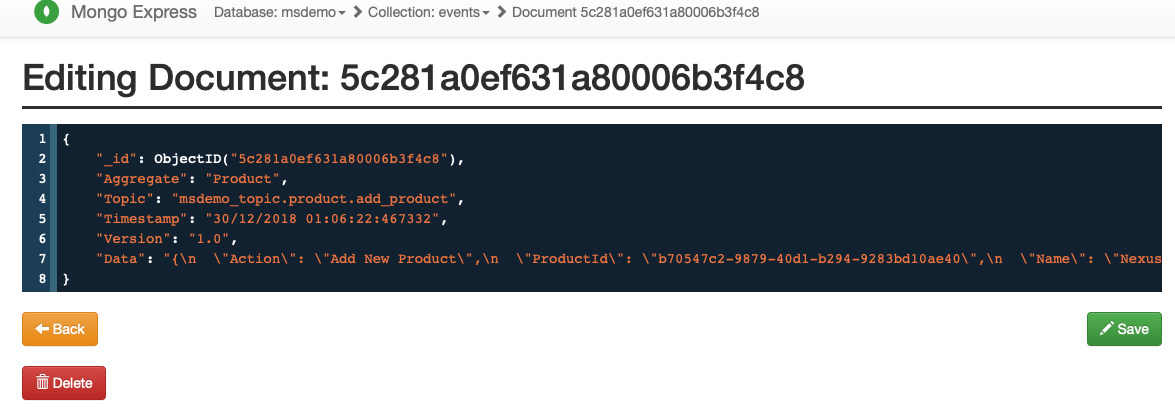 Mongo Express Database: msdemo Collection: events Document 5c281a0ef631a80006b3f4c8
Editing Document: 5c281a0ef631a80006b3f4c8
1 {
2 "_id": ObjectID("5c281a0ef631a80006b3f4c8"),
3 "Aggregate": "Product",
4 "Topic": "msdemo_topic.product.add_product",
5 "Timestamp": "30/12/2018 01:06:22:467332",
6 "Version": "1.0",
7 "Data": "{\n  \"Action\": \"Add New Product\",\n  \"ProductId\": \"b70547c2-9879-40d1-b294-9283bd10ae40\",\n  \"Name\": \"Nexus
8 }
Back Save
Delete